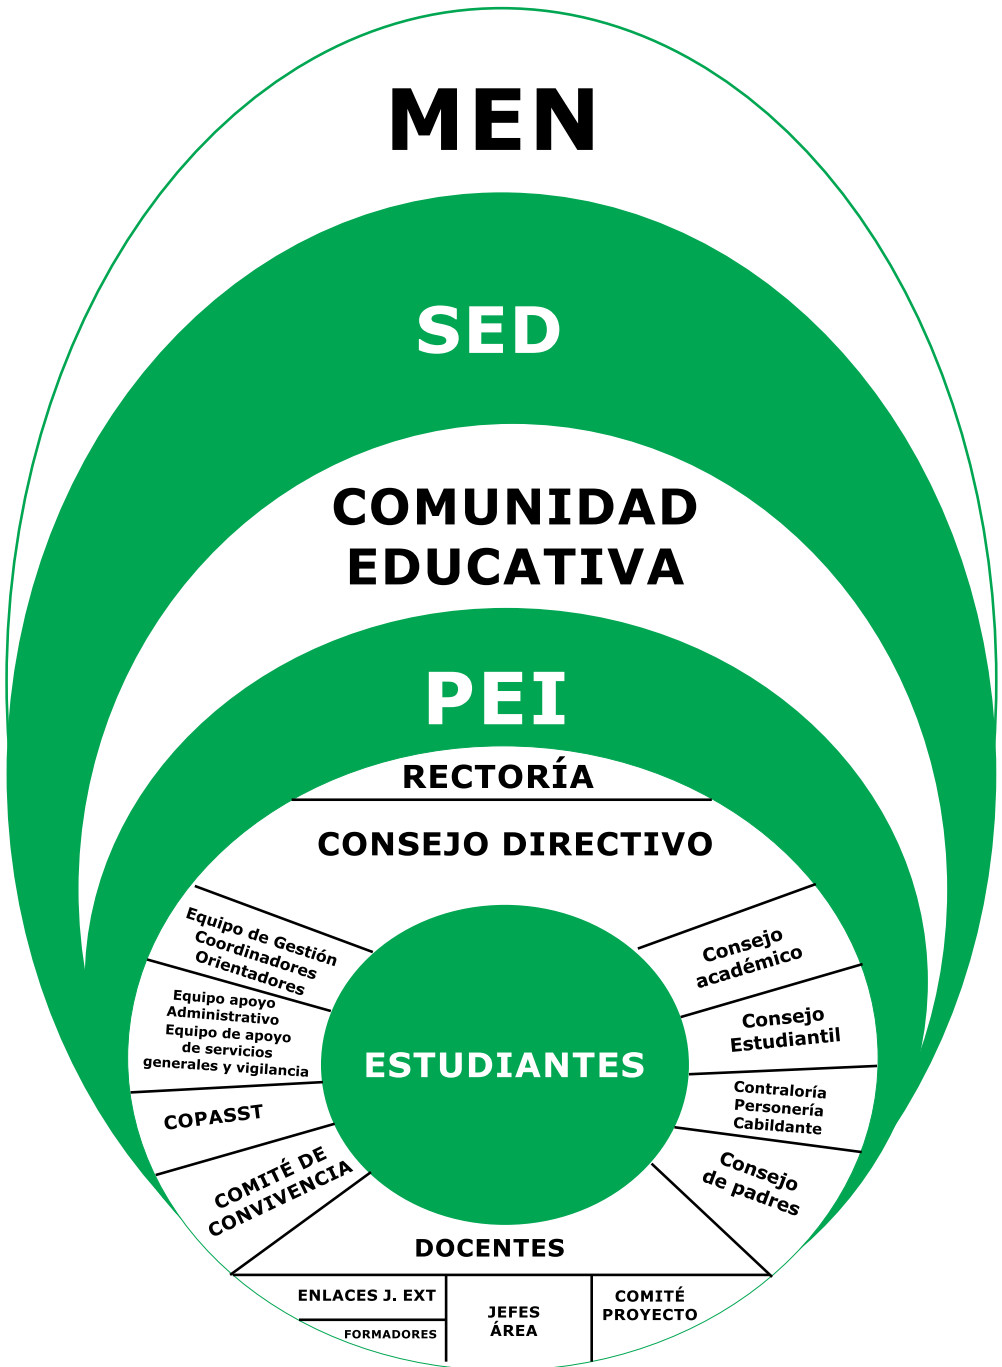 MEN
SED
COMUNIDAD
EDUCATIVA
PEI
RECTORÍA
CONSEJO DIRECTIVO
Equipo de Gestión
Coordinadores
Orientadores
Equipo apoyo
Administrativo
Equipo de apoyo
de servicios
generales y vigilancia
COPASST
COMITÉ DE
CONVIVENCIA
ESTUDIANTES
Consejo
académico
Consejo
Estudiantil
Contraloría
Personería
Cabildante
Consejo
de padres
DOCENTES
ENLACES J. EXT
FORMADORES
JEFES
ÁREA
COMITÉ
PROYECTO